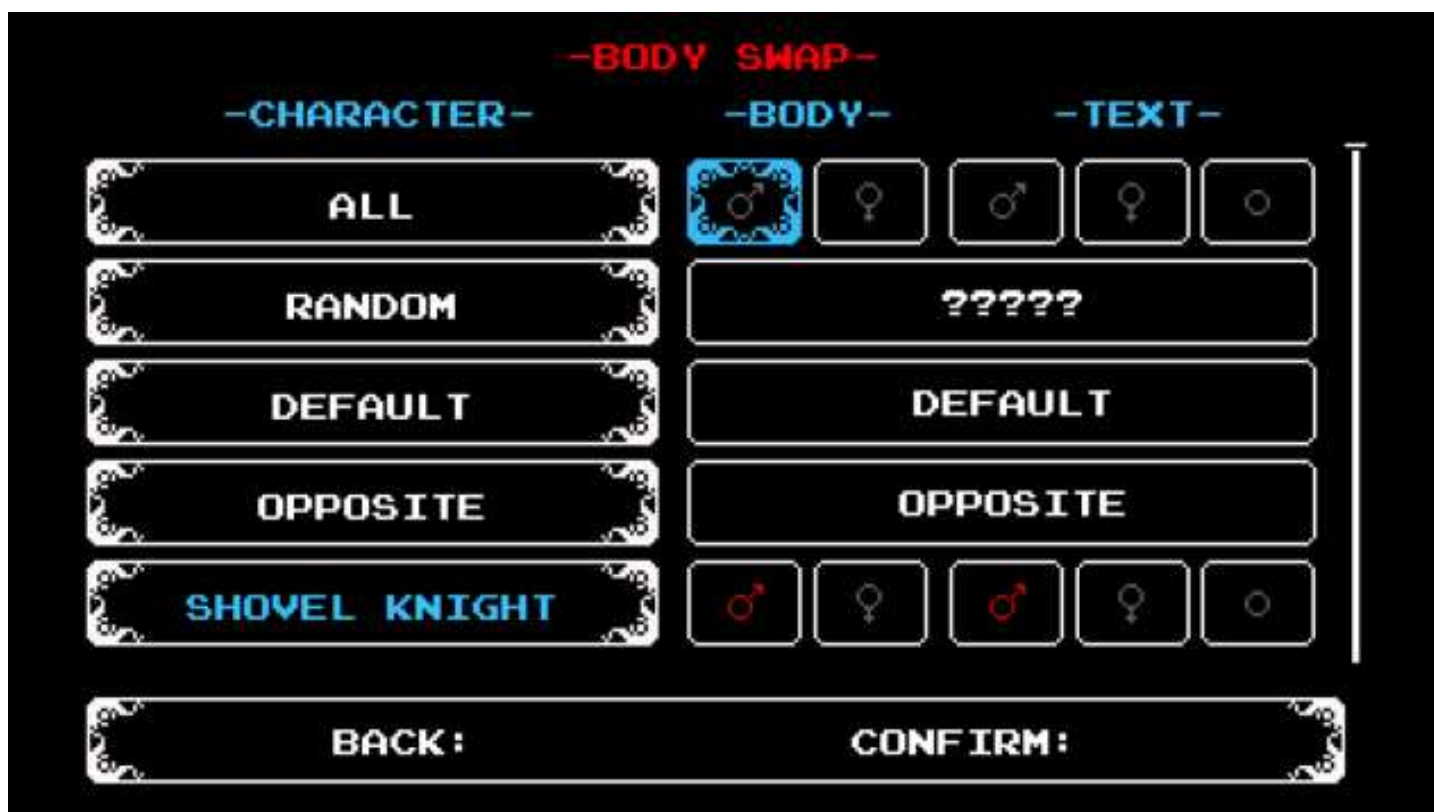 -BODY SWAP-
-CHARACTER- -BODY- -TEXT-
ALL ♂ ♀ ♂ ♀ ○
RANDOM ?????
DEFAULT DEFAULT
OPPOSITE OPPOSITE
SHOVEL KNIGHT ♂ ♀ ♂ ♀ ○
BACK: CONFIRM: